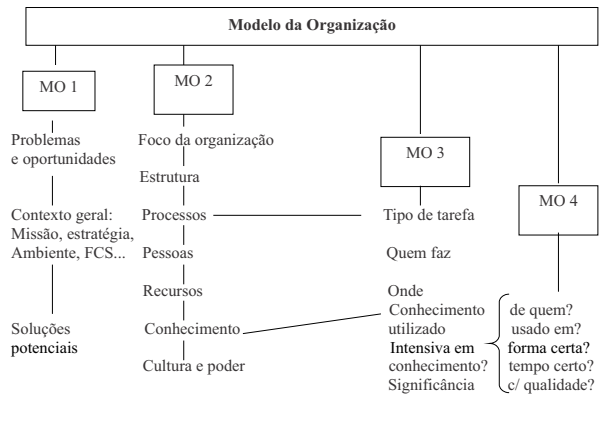 Modelo da Organização
MO 1
Problemas
e oportunidades
Contexto geral:
Missão, estratégia,
Ambiente, FCS...
Soluções
potenciais
MO 2
Foco da organização
Estrutura
Processos
Pessoas
Recursos
Conhecimento
Cultura e poder
MO 3
Tipo de tarefa
Quem faz
Onde
Conhecimento
utilizado
Intensiva em
conhecimento?
Significância
MO 4
de quem?
usado em?
forma certa?
tempo certo?
c/ qualidade?